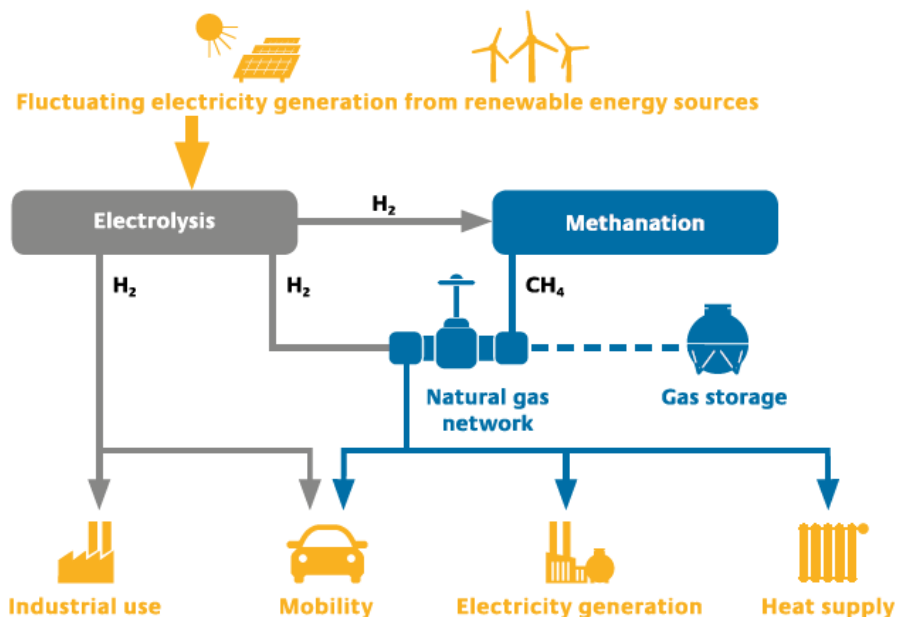 Fluctuating electricity generation from renewable energy sources
Electrolysis
H₂
Methanation
H₂
H₂
CH₄
Natural gas
network
Gas storage
Industrial use
Mobility
Electricity generation
Heat supply